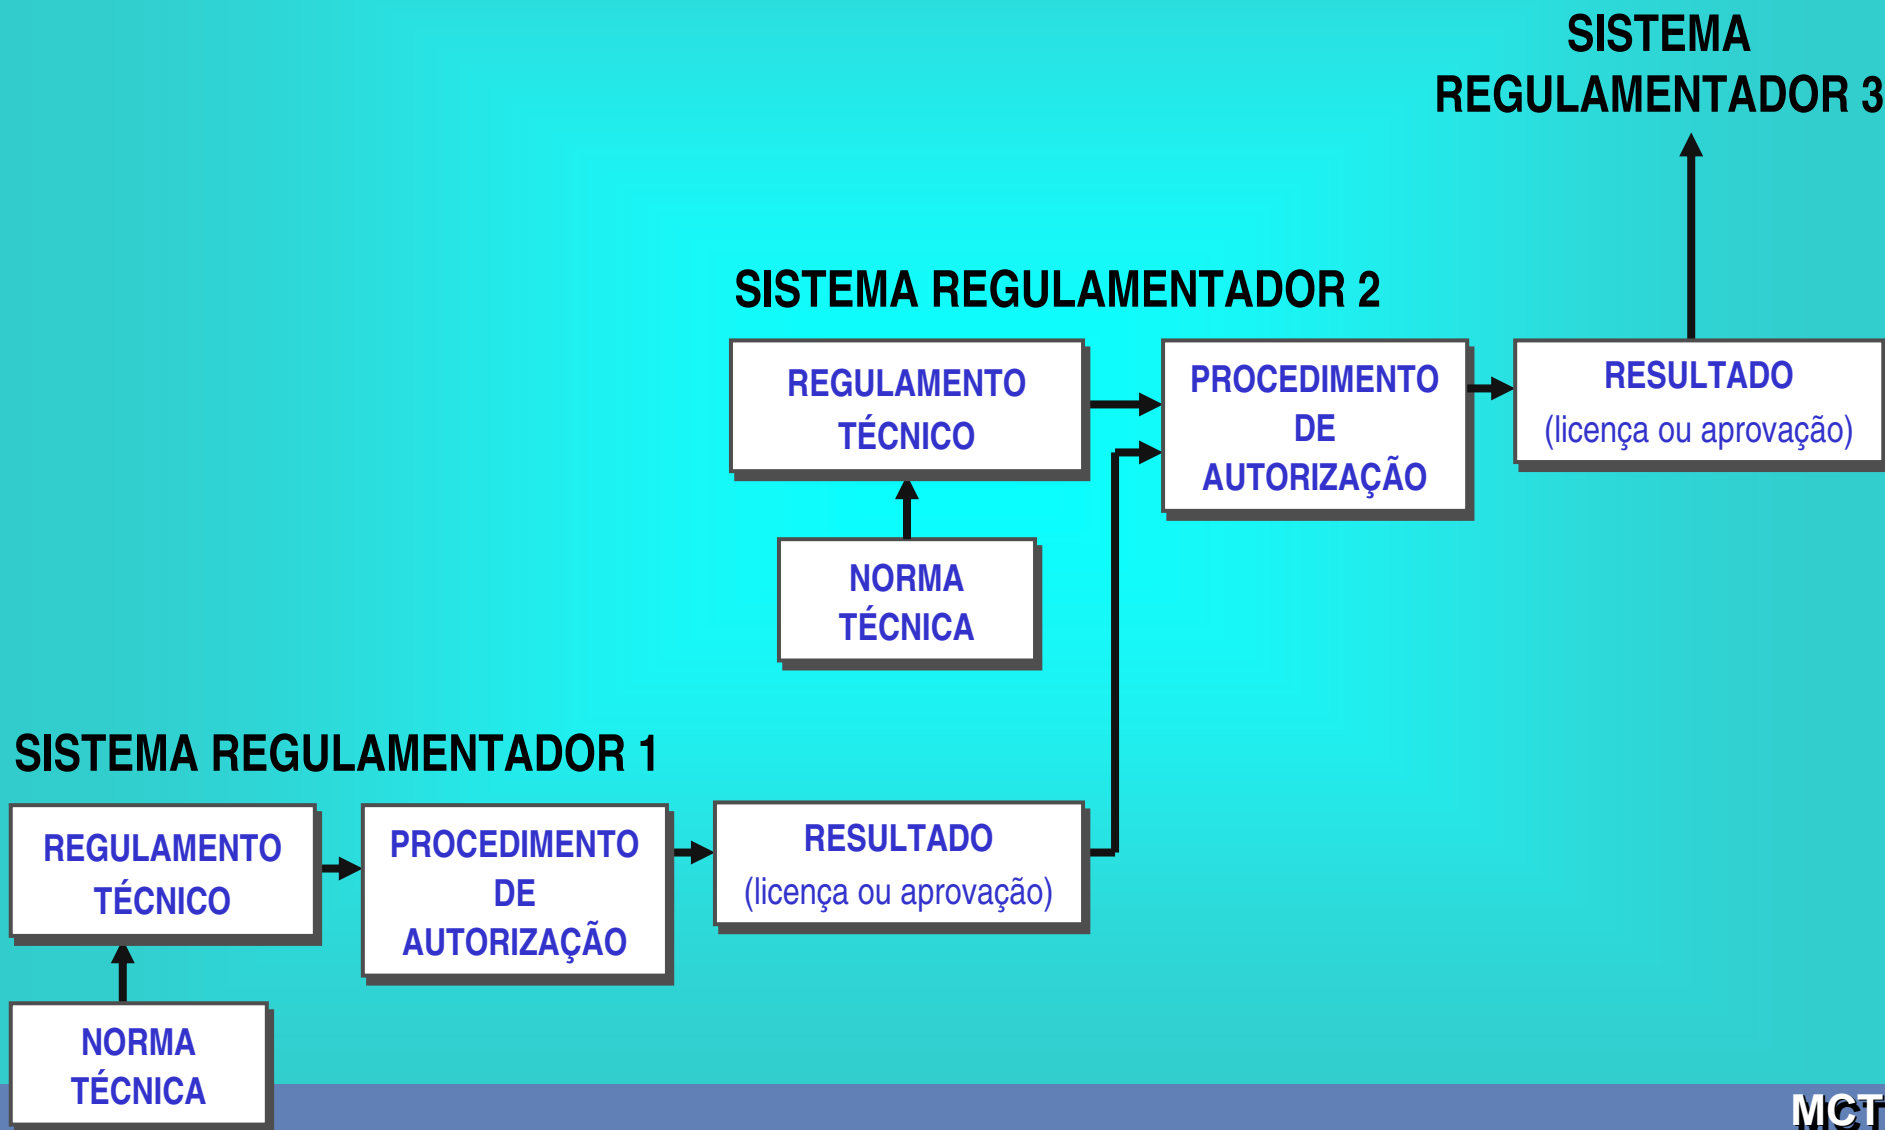 SISTEMA
REGULAMENTADOR 3
SISTEMA REGULAMENTADOR 2
REGULAMENTO
TÉCNICO
PROCEDIMENTO
DE
AUTORIZAÇÃO
RESULTADO
(licença ou aprovação)
NORMA
TÉCNICA
SISTEMA REGULAMENTADOR 1
REGULAMENTO
TÉCNICO
PROCEDIMENTO
DE
AUTORIZAÇÃO
RESULTADO
(licença ou aprovação)
NORMA
TÉCNICA
MCT